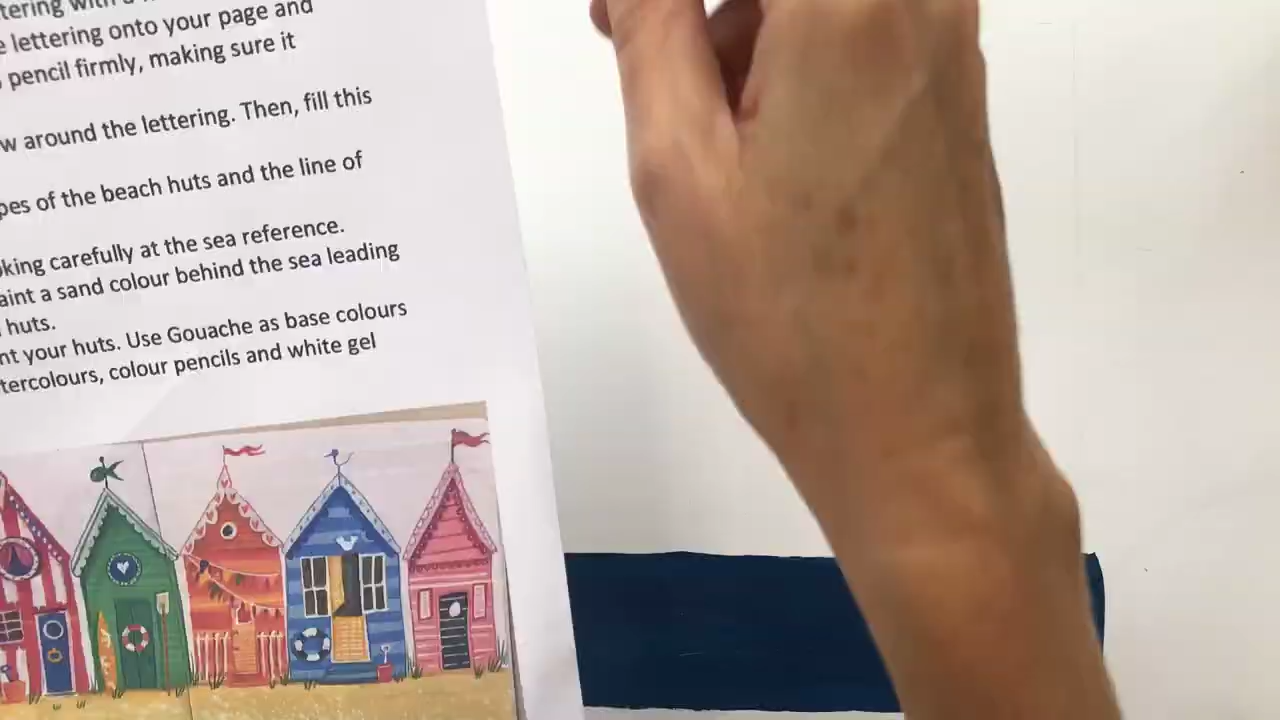 tering with a
lettering onto your page and
pencil firmly, making sure it
w around the lettering. Then, fill this
pes of the beach huts and the line of
oking carefully at the sea reference.
aint a sand colour behind the sea leading
huts.
nt your huts. Use Gouache as base colours
tercolours, colour pencils and white gel